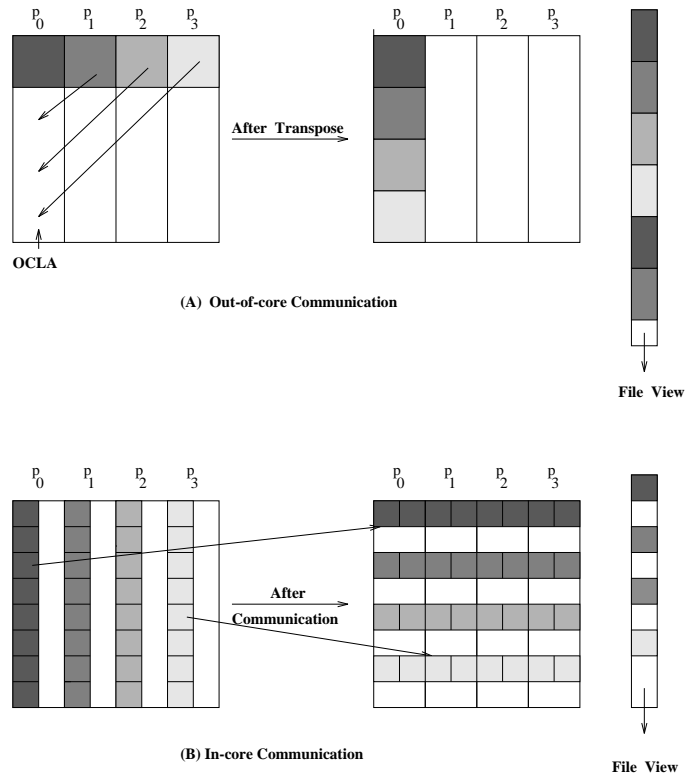 p0 p1 p2 p3
p0 p1 p2 p3
After Transpose
OCLA
(A) Out-of-core Communication
File View
p0 p1 p2 p3
p0 p1 p2 p3
After
Communication
(B) In-core Communication
File View